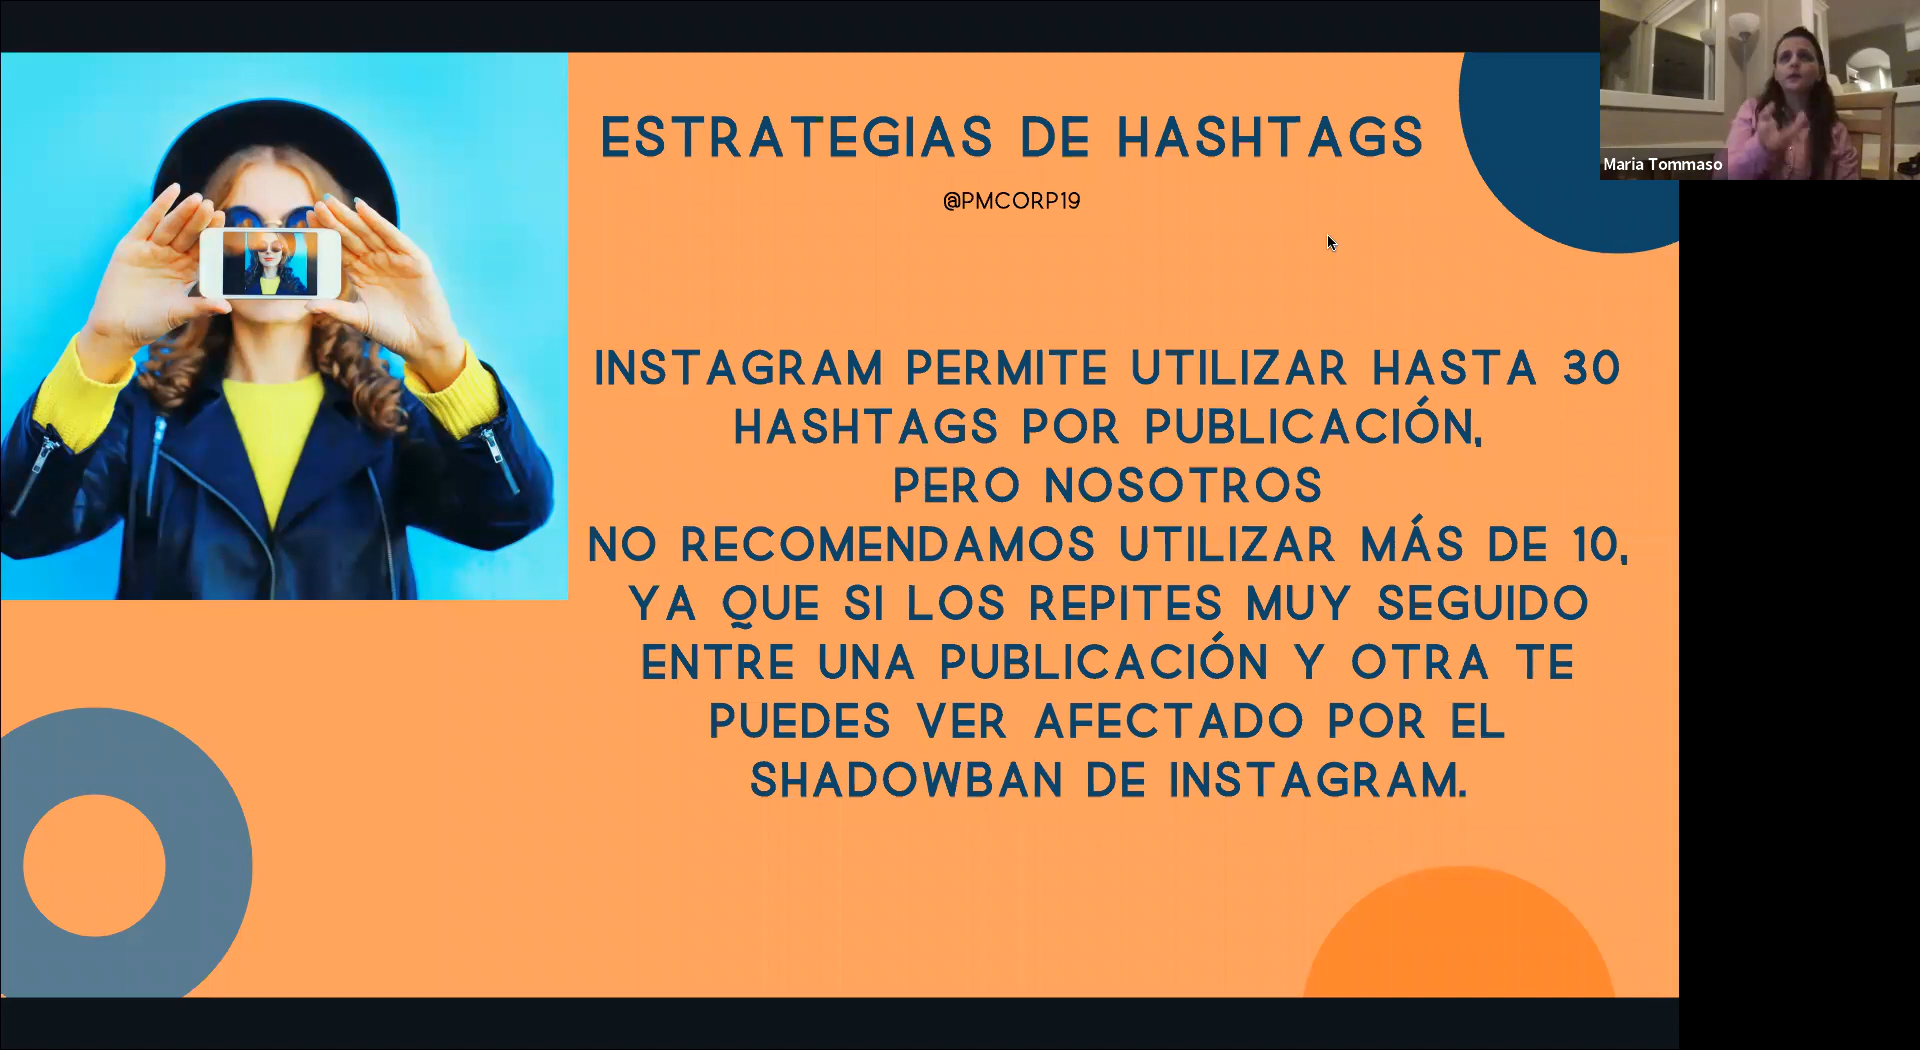 ESTRATEGIAS DE HASHTAGS
@PMCORP19
INSTAGRAM PERMITE UTILIZAR HASTA 30
HASHTAGS POR PUBLICACIÓN,
PERO NOSOTROS
NO RECOMENDAMOS UTILIZAR MÁS DE 10,
YA QUE SI LOS REPITES MUY SEGUIDO
ENTRE UNA PUBLICACIÓN Y OTRA TE
PUEDES VER AFECTADO POR EL
SHADOWBAN DE INSTAGRAM.
Maria Tommaso